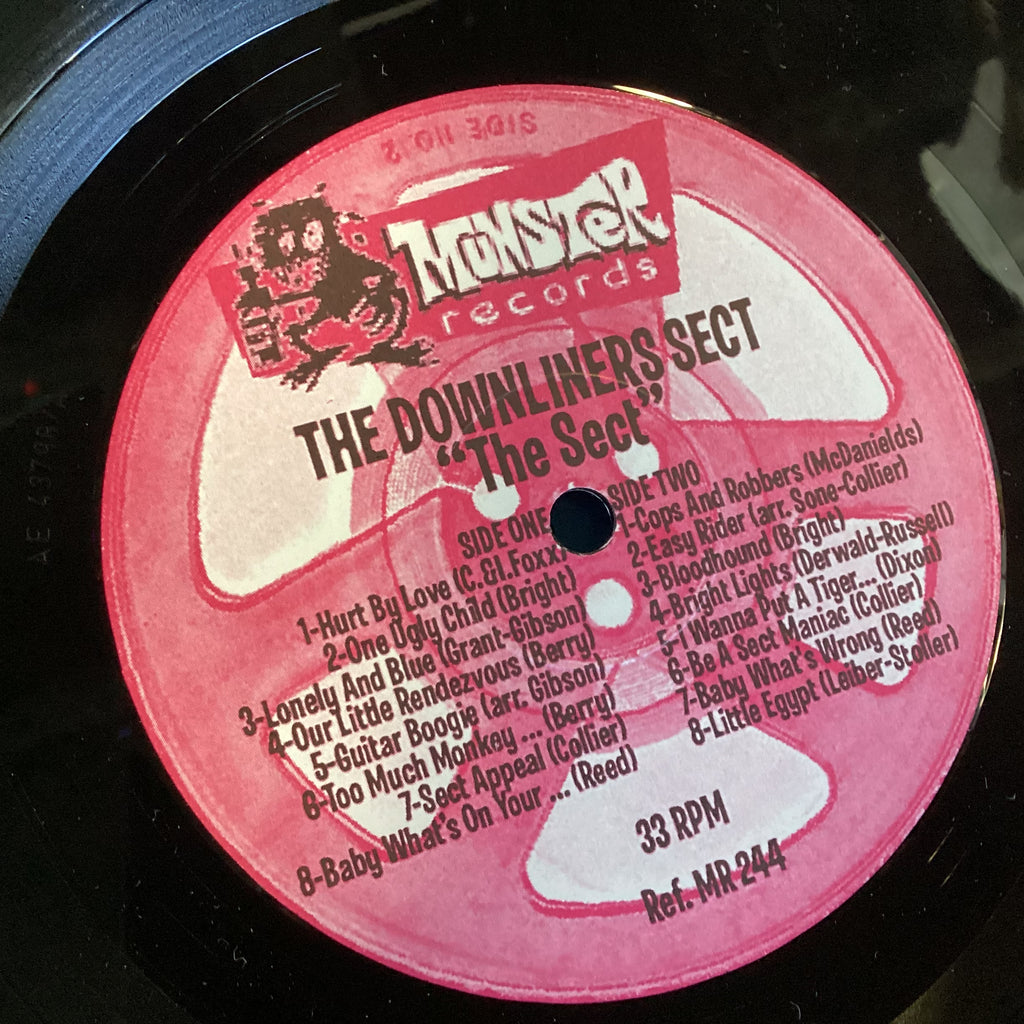 SIDE NO 2
MUNSTER
records
THE DOWNLINERS SECT
"The Sect"
SIDE ONE
1-Hurt By Love (C.&I.Foxx)
2-One Ugly Child (Bright)
3-Lonely And Blue (Grant-Gibson)
4-Our Little Rendezvous (Berry)
5-Guitar Boogie (arr. Gibson)
6-Too Much Monkey ... (Berry)
7-Sect Appeal (Collier)
8-Baby What's On Your ... (Reed)
SIDE TWO
1-Cops And Robbers (McDanields)
2-Easy Rider (arr. Sone-Collier)
3-Bloodhound (Bright)
4-Bright Lights (Derwald-Russell)
5-I Wanna Put A Tiger... (Dixon)
6-Be A Sect Maniac (Collier)
7-Baby What's Wrong (Reed)
8-Little Egypt (Leiber-Stoller)
33 RPM
Ref. MR 244